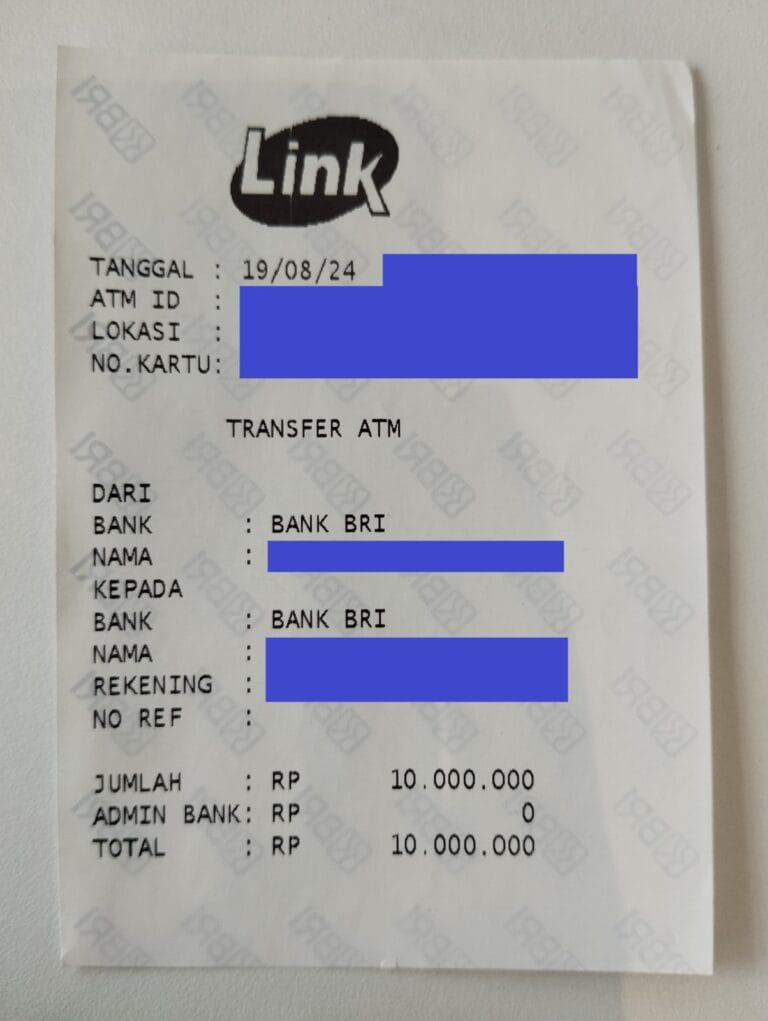 Link
TANGGAL : 19/08/24
ATM ID :
LOKASI :
NO.KARTU:
TRANSFER ATM
DARI
BANK : BANK BRI
NAMA :
KEPADA
BANK : BANK BRI
NAMA :
REKENING :
NO REF :
JUMLAH : RP 10.000.000
ADMIN BANK: RP 0
TOTAL : RP 10.000.000